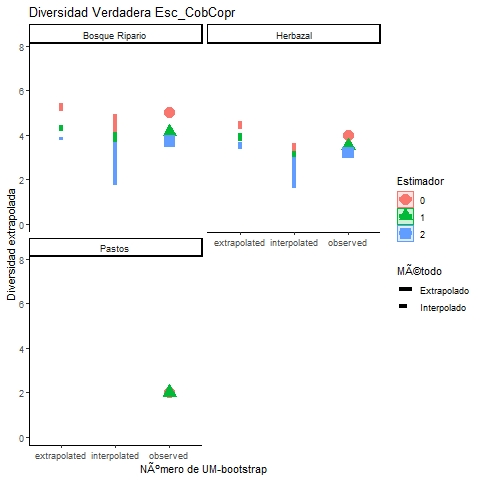 Diversidad Verdadera Esc_CobCopr
Bosque Ripario
Herbazal
8
6
4
2
0
extrapolated interpolated observed
Pastos
8
6
4
2
0
extrapolated interpolated observed
Diversidad extrapolada
NÃºmero de UM-bootstrap
Estimador
0
1
2
MÃ©todo
Extrapolado
Interpolado